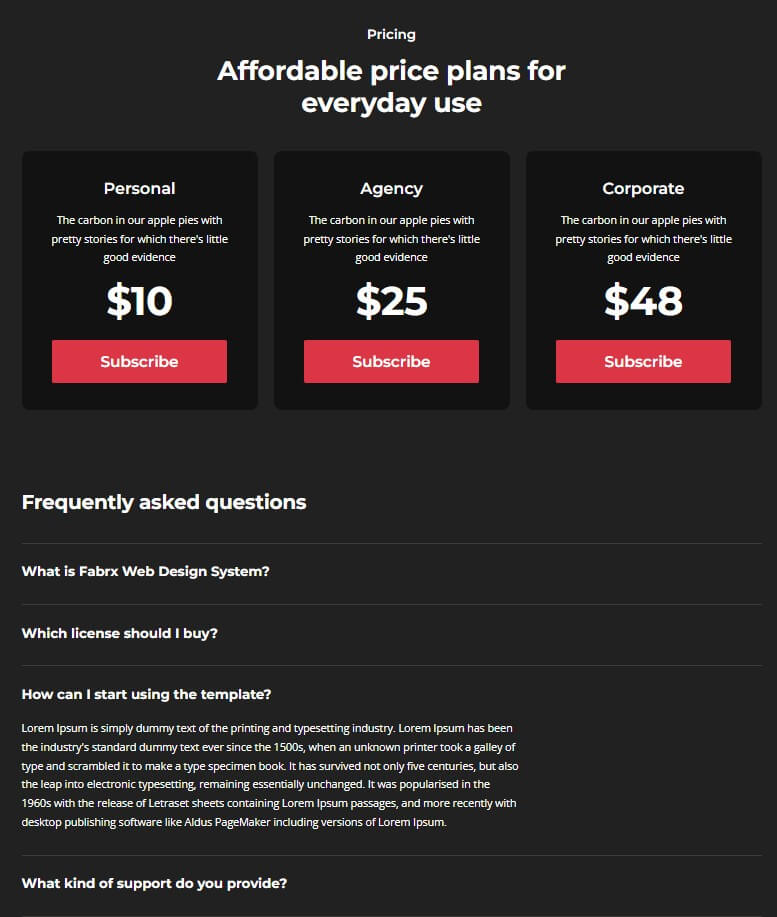 Pricing
Affordable price plans for
everyday use
Personal
The carbon in our apple pies with
pretty stories for which there's little
good evidence
$10
Subscribe
Agency
The carbon in our apple pies with
pretty stories for which there's little
good evidence
$25
Subscribe
Corporate
The carbon in our apple pies with
pretty stories for which there's little
good evidence
$48
Subscribe
Frequently asked questions
What is Fabrx Web Design System?
Which license should I buy?
How can I start using the template?
Lorem Ipsum is simply dummy text of the printing and typesetting industry. Lorem Ipsum has been
the industry's standard dummy text ever since the 1500s, when an unknown printer took a galley of
type and scrambled it to make a type specimen book. It has survived not only five centuries, but also
the leap into electronic typesetting, remaining essentially unchanged. It was popularised in the
1960s with the release of Letraset sheets containing Lorem Ipsum passages, and more recently with
desktop publishing software like Aldus PageMaker including versions of Lorem Ipsum.
What kind of support do you provide?